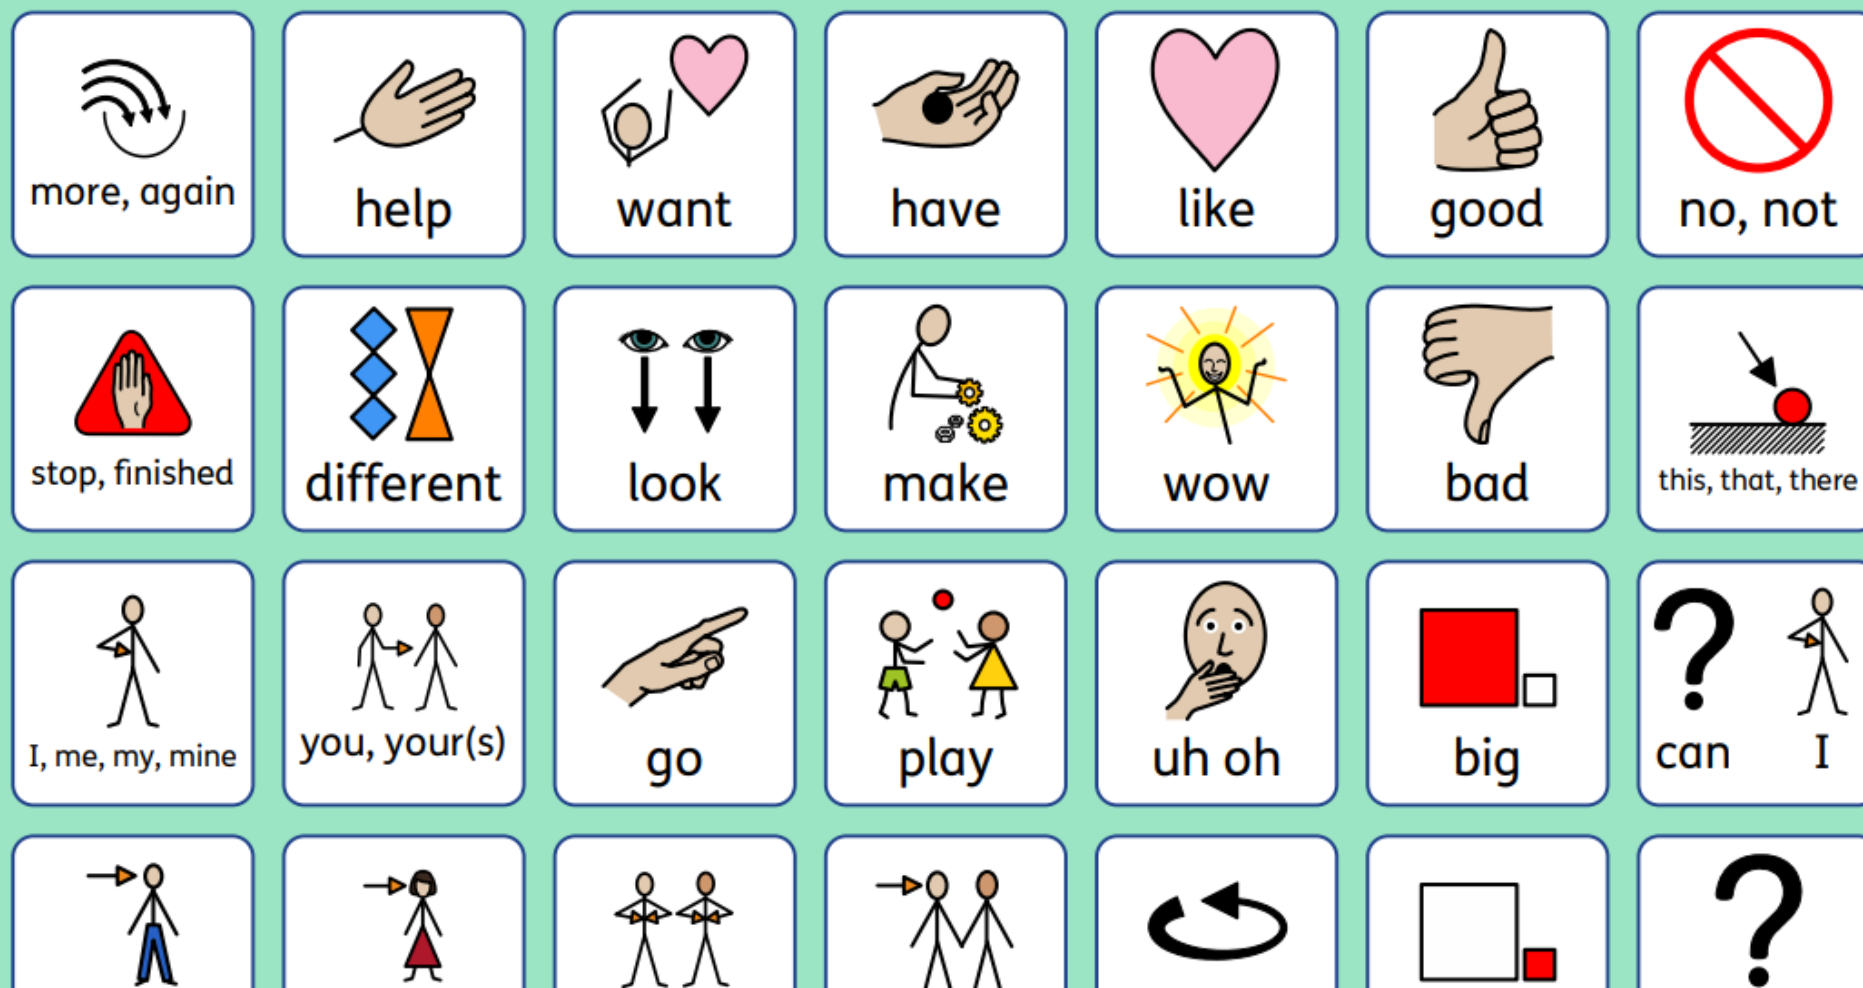 more, again
help
want
have
like
good
no, not
stop, finished
different
look
make
wow
bad
this, that, there
I, me, my, mine
you, your(s)
go
play
uh oh
big
? can I
?